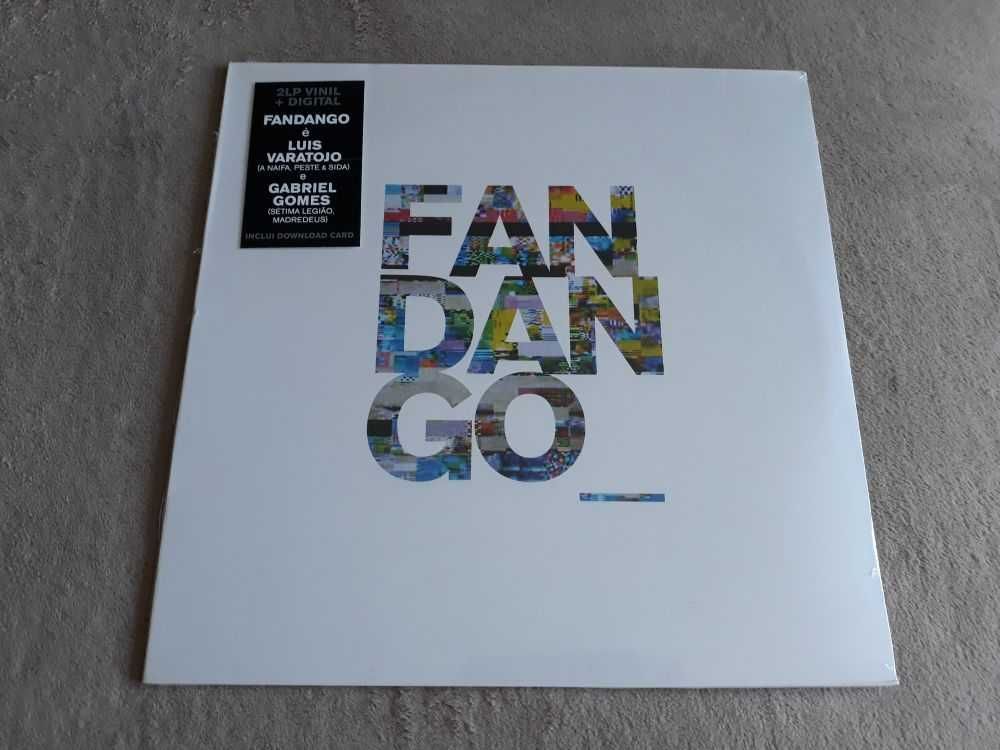 2LP VINIL
+ DIGITAL
FANDANGO
é
LUIS
VARATOJO
(A NAIFA, PESTE & SIDA)
e
GABRIEL
GOMES
(SÉTIMA LEGIÃO,
MADREDEUS)
INCLUI DOWNLOAD CARD
FAN
DAN
GO_